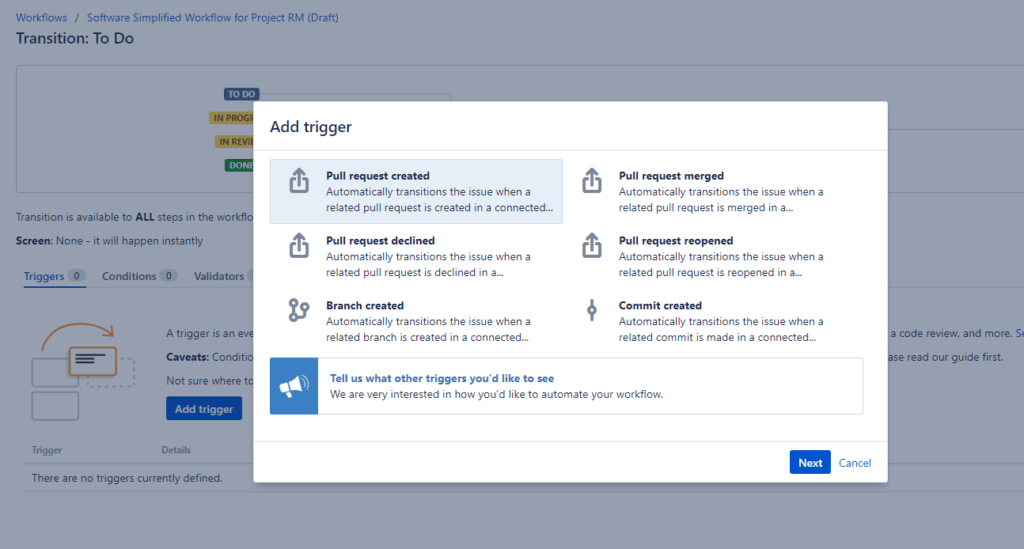 Workflows / Software Simplified Workflow for Project RM (Draft)
Transition: To Do
TO DO
IN PROG
IN REVI
DONE
Add trigger
Pull request created
Automatically transitions the issue when a
related pull request is created in a connected...
Pull request merged
Automatically transitions the issue when a
related pull request is merged in a...
Pull request declined
Automatically transitions the issue when a
related pull request is declined in a...
Pull request reopened
Automatically transitions the issue when a
related pull request is reopened in a...
Branch created
Automatically transitions the issue when a
related branch is created in a connected...
Commit created
Automatically transitions the issue when a
related commit is made in a connected...
Tell us what other triggers you'd like to see
We are very interested in how you'd like to automate your workflow.
Next Cancel
Transition is available to ALL steps in the workflo
Screen: None - it will happen instantly
Triggers 0 Conditions 0 Validators
A trigger is an eve
a code review, and more. Se
Caveats: Conditio
ase read our guide first.
Not sure where to
Add trigger
Trigger Details
There are no triggers currently defined.